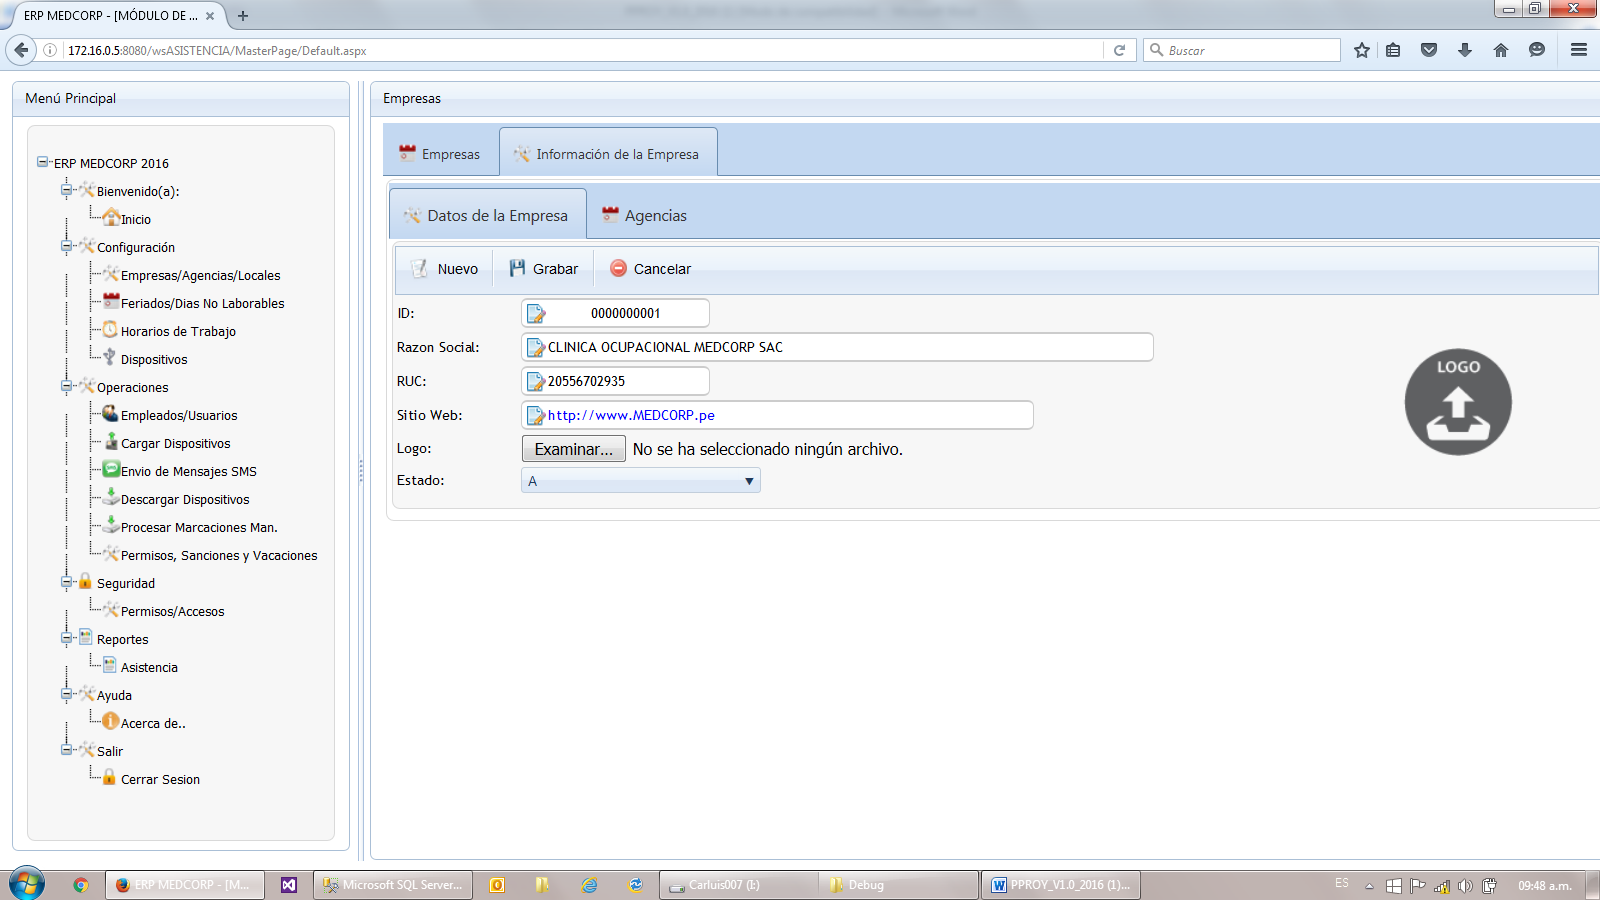 ERP MEDCORP - [MÓDULO DE ...
172.16.0.5:8080/wsASISTENCIA/MasterPage/Default.aspx
Buscar
Menú Principal
ERP MEDCORP 2016
Bienvenido(a):
Inicio
Configuración
Empresas/Agencias/Locales
Feriados/Dias No Laborables
Horarios de Trabajo
Dispositivos
Operaciones
Empleados/Usuarios
Cargar Dispositivos
Envio de Mensajes SMS
Descargar Dispositivos
Procesar Marcaciones Man.
Permisos, Sanciones y Vacaciones
Seguridad
Permisos/Accesos
Reportes
Asistencia
Ayuda
Acerca de..
Salir
Cerrar Sesion
Empresas
Empresas
Información de la Empresa
Datos de la Empresa
Agencias
Nuevo
Grabar
Cancelar
ID: 0000000001
Razon Social: CLINICA OCUPACIONAL MEDCORP SAC
RUC: 20556702935
Sitio Web: http://www.MEDCORP.pe
Logo: Examinar... No se ha seleccionado ningún archivo.
Estado: A
LOGO
ERP MEDCORP - [M...
Microsoft SQL Server...
Carluis007 (I:)
Debug
PPROY_V1.0_2016 (1)...
ES
09:48 a.m.